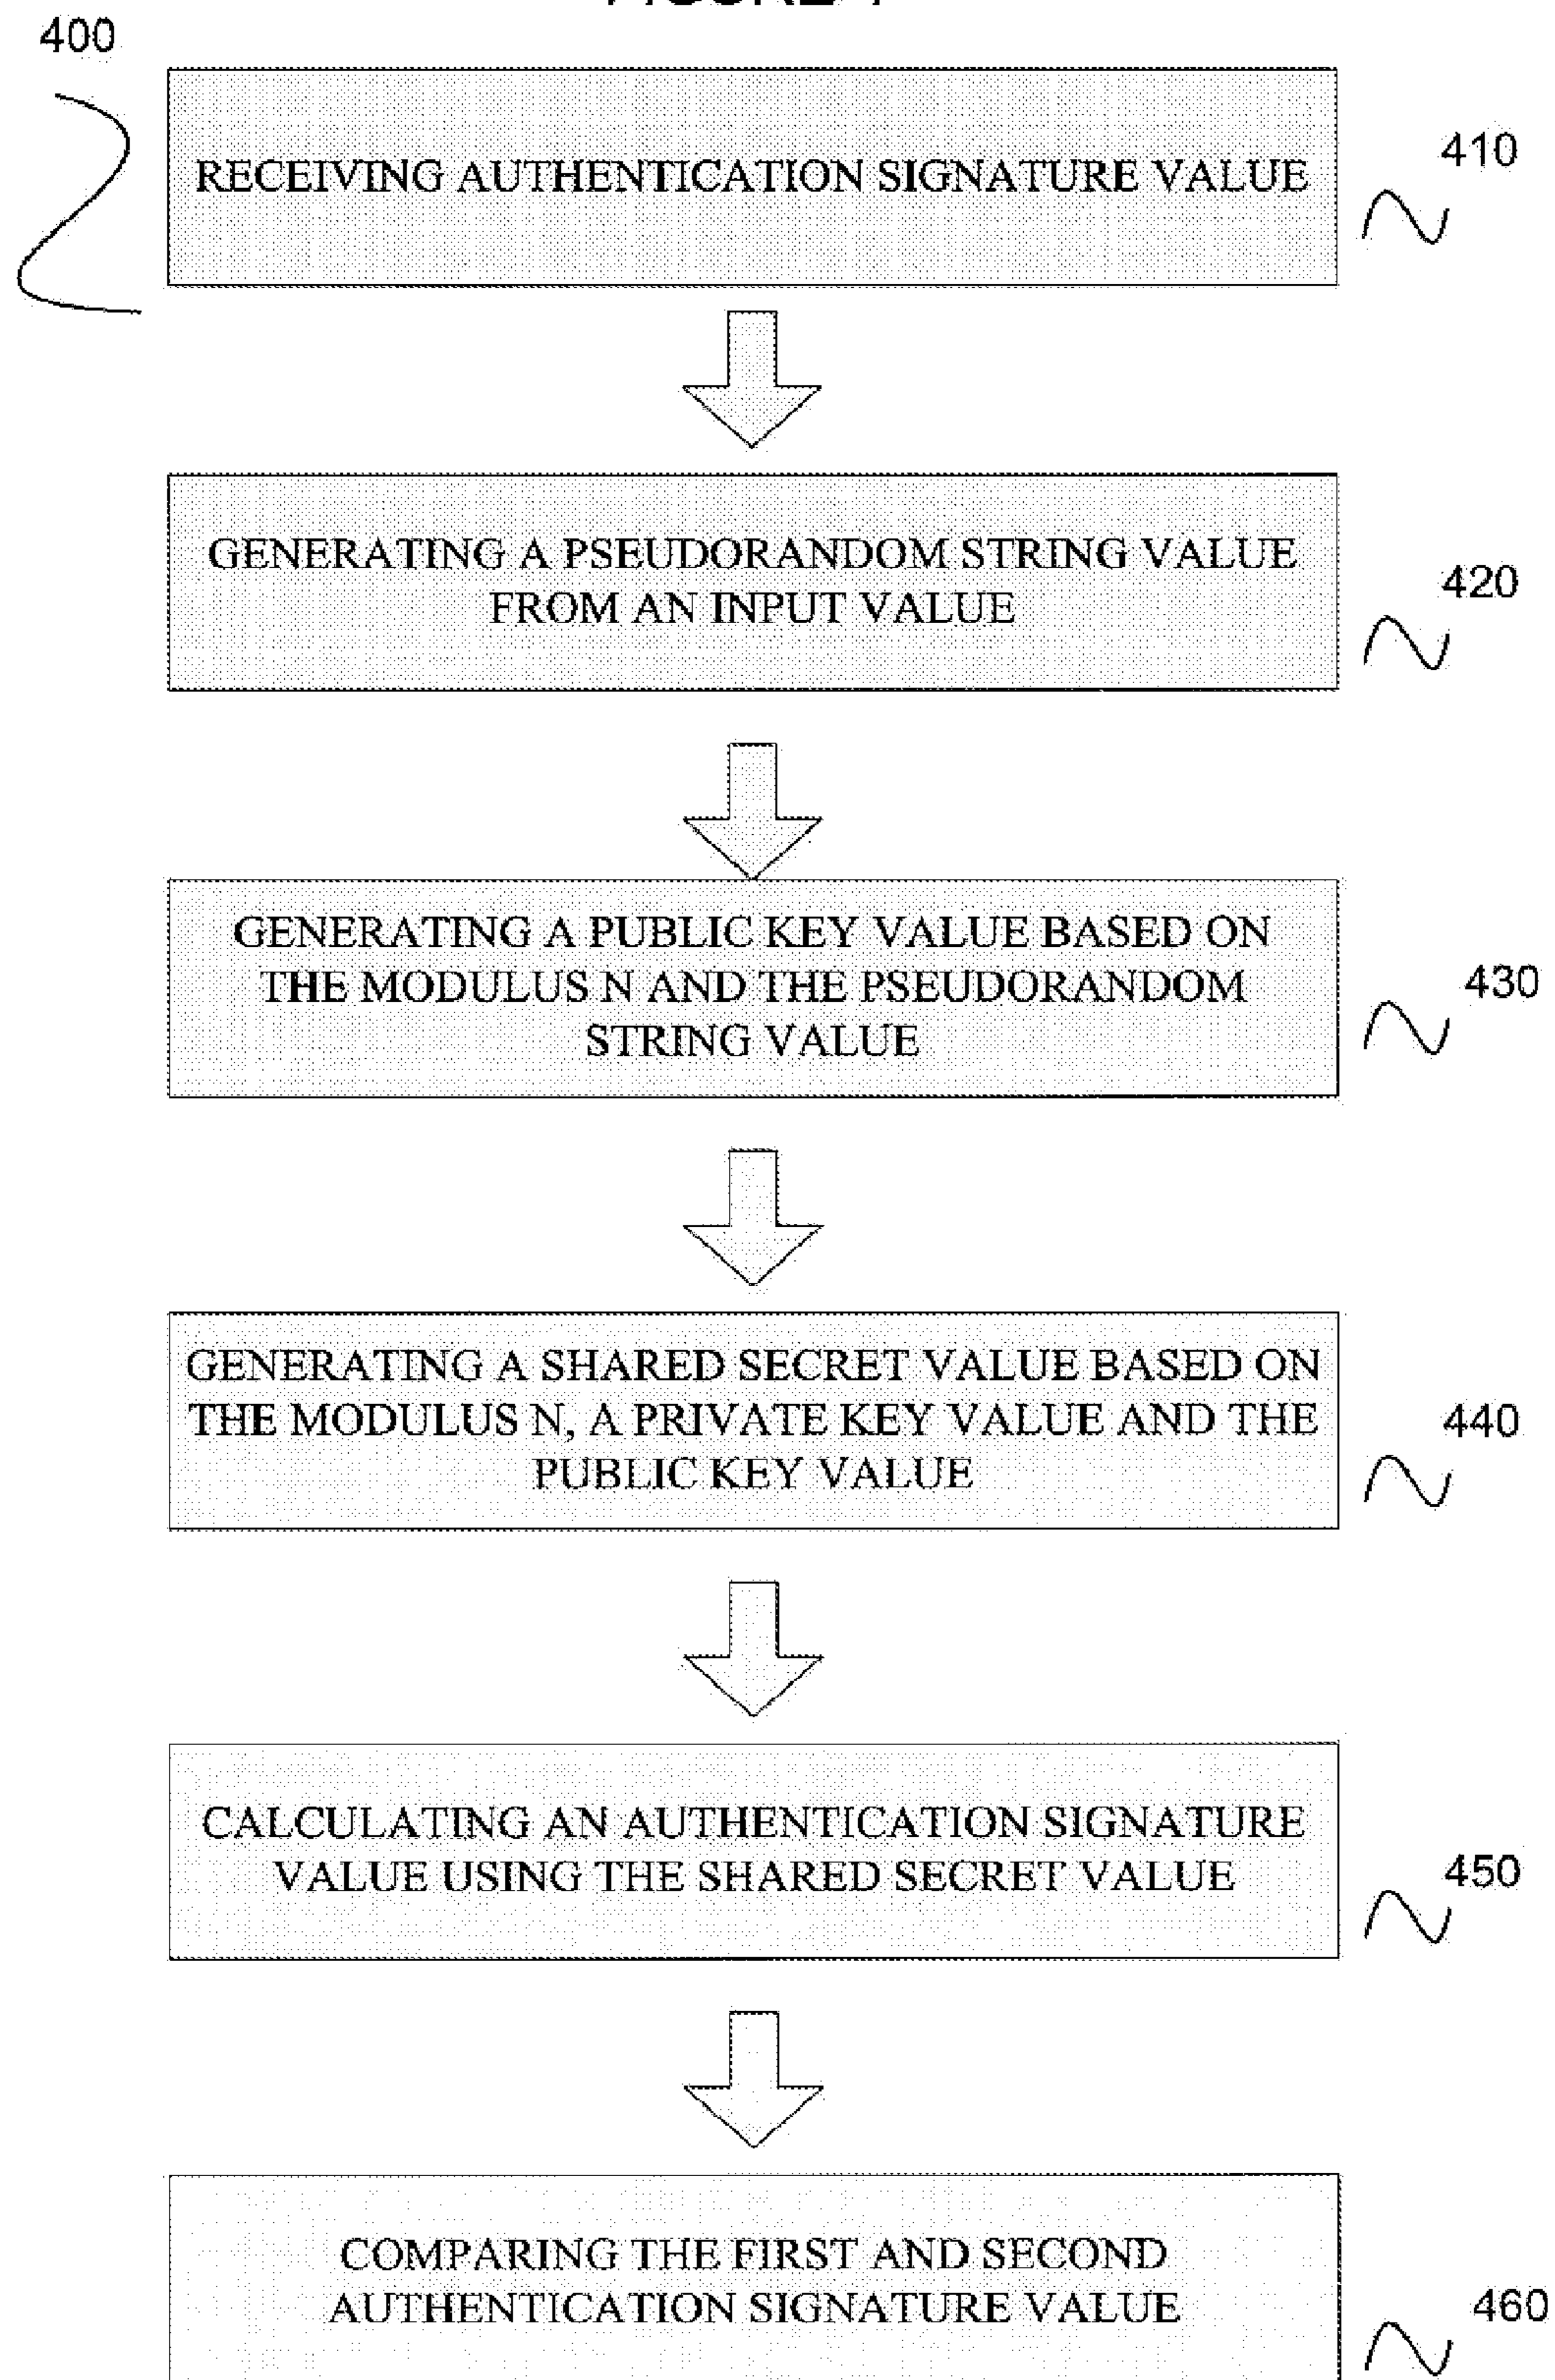 400
RECEIVING AUTHENTICATION SIGNATURE VALUE
410
GENERATING A PSEUDORANDOM STRING VALUE
FROM AN INPUT VALUE
420
GENERATING A PUBLIC KEY VALUE BASED ON
THE MODULUS N AND THE PSEUDORANDOM
STRING VALUE
430
GENERATING A SHARED SECRET VALUE BASED ON
THE MODULUS N, A PRIVATE KEY VALUE AND THE
PUBLIC KEY VALUE
440
CALCULATING AN AUTHENTICATION SIGNATURE
VALUE USING THE SHARED SECRET VALUE
450
COMPARING THE FIRST AND SECOND
AUTHENTICATION SIGNATURE VALUE
460